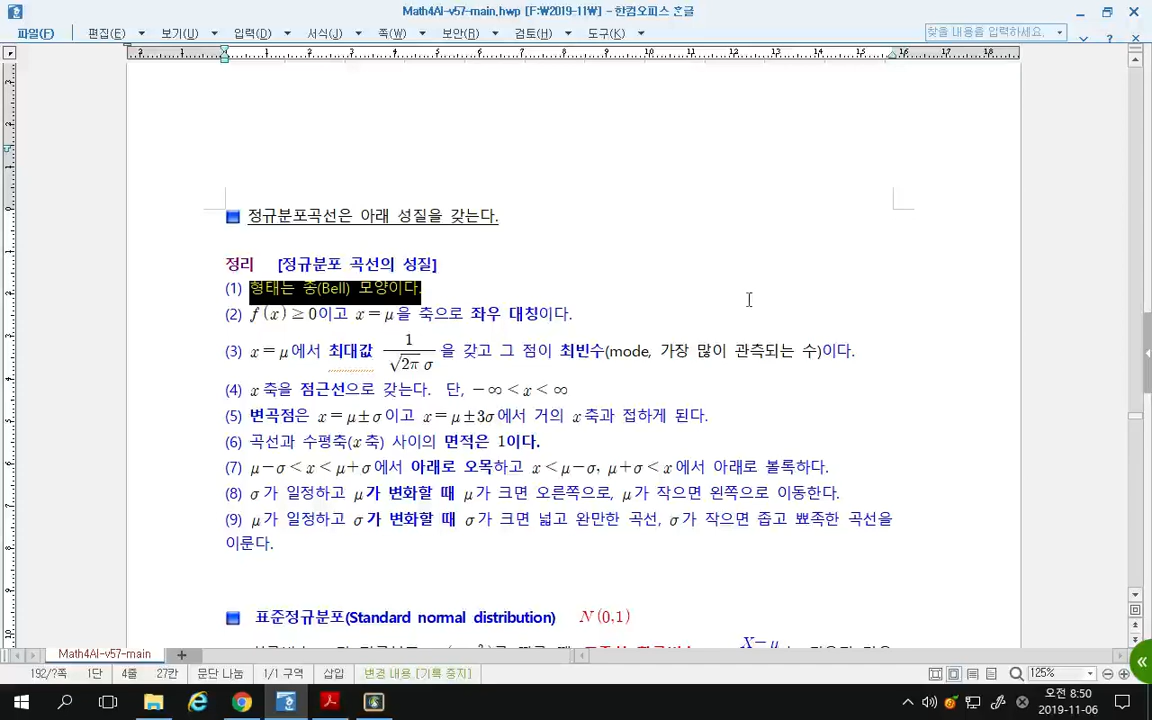 Math4AI-v57-main.hwp [F:₩2019-11₩] - 한컴오피스 한글
파일(F) 편집(E) 보기(U) 입력(D) 서식(J) 쪽(W) 보안(R) 검토(H) 도구(K) 찾을 내용을 입력하세요.
■ 정규분포곡선은 아래 성질을 갖는다.
정리 [정규분포 곡선의 성질]
(1) 형태는 종(Bell) 모양이다.
(2) f(x)≥0이고 x=μ을 축으로 좌우 대칭이다.
(3) x=μ에서 최대값 1/(√2π σ) 을 갖고 그 점이 최빈수(mode, 가장 많이 관측되는 수)이다.
(4) x축을 점근선으로 갖는다. 단, −∞<x<∞
(5) 변곡점은 x=μ±σ이고 x=μ±3σ에서 거의 x축과 접하게 된다.
(6) 곡선과 수평축(x축) 사이의 면적은 1이다.
(7) μ−σ<x<μ+σ에서 아래로 오목하고 x<μ−σ, μ+σ<x에서 아래로 볼록하다.
(8) σ가 일정하고 μ가 변화할 때 μ가 크면 오른쪽으로, μ가 작으면 왼쪽으로 이동한다.
(9) μ가 일정하고 σ가 변화할 때 σ가 크면 넓고 완만한 곡선, σ가 작으면 좁고 뾰족한 곡선을
이룬다.
■ 표준정규분포(Standard normal distribution) N(0,1)
X−μ
Math4AI-v57-main
192/?쪽 1단 4줄 27칸 문단 나눔 1/1 구역 삽입 변경 내용 [기록 중지] 125%
오전 8:50
2019-11-06